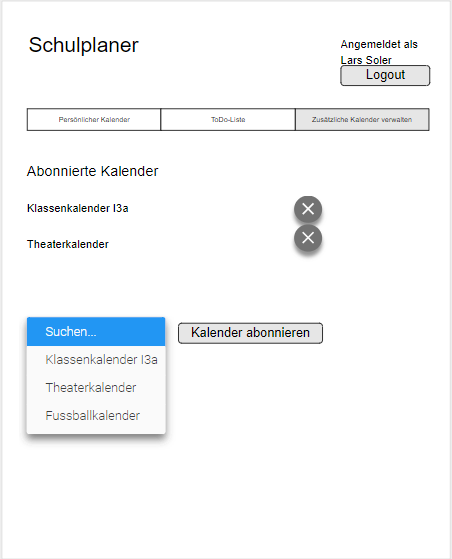 Schulplaner
Angemeldet als
Lars Soler
Logout
Persönlicher Kalender
ToDo-Liste
Zusätzliche Kalender verwalten
Abonnierte Kalender
Klassenkalender I3a
Theaterkalender
Suchen...
Kalender abonnieren
Klassenkalender I3a
Theaterkalender
Fussballkalender